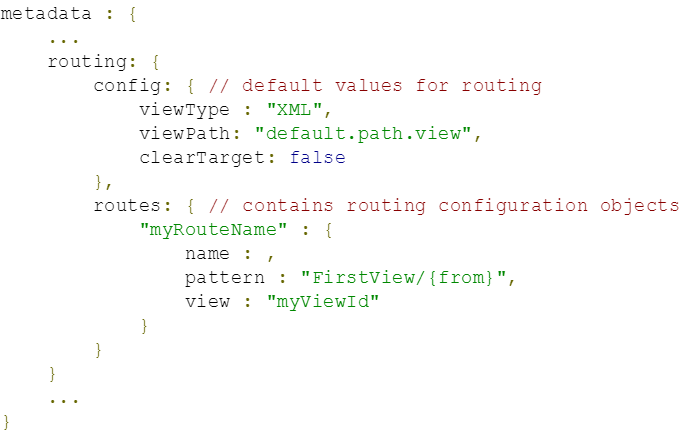 metadata : {
    ...
    routing: {
        config: { // default values for routing
            viewType : "XML",
            viewPath: "default.path.view",
            clearTarget: false
        },
        routes: { // contains routing configuration objects
            "myRouteName" : {
                name : ,
                pattern : "FirstView/{from}",
                view : "myViewId"
            }
        }
    }
    ...
}